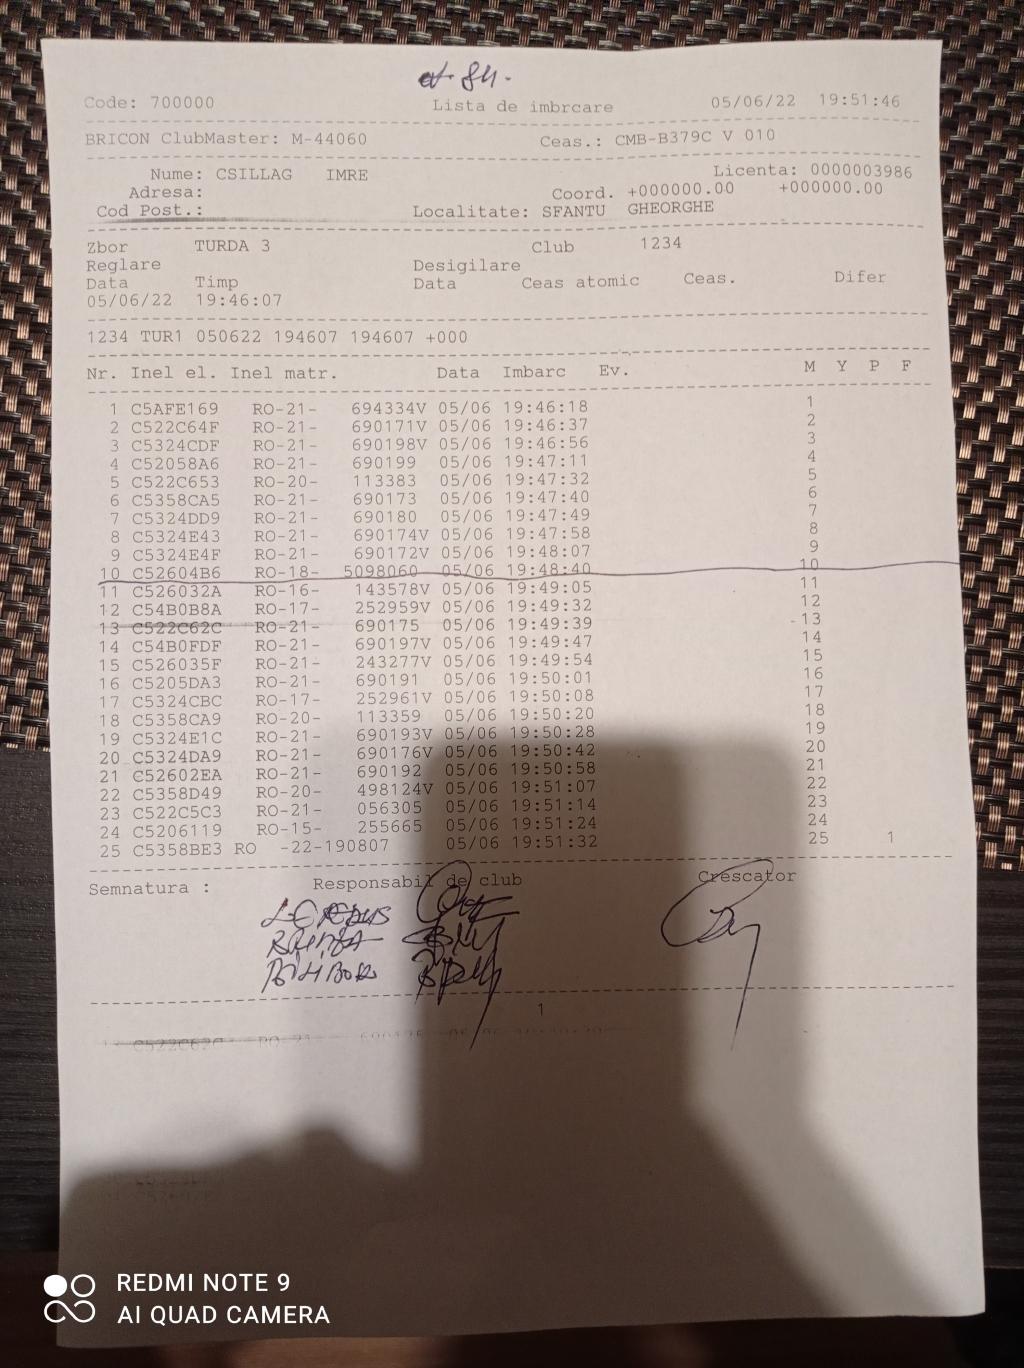 Code: 700000 Lista de imbrcare 05/06/22 19:51:46
BRICON ClubMaster: M-44060 Ceas.: CMB-B379C V 010
Nume: CSILLAG IMRE Licenta: 0000003986
Adresa: Coord. +000000.00 +000000.00
Cod Post.: Localitate: SFANTU GHEORGHE
Zbor TURDA 3 Club 1234
Reglare Desigilare
Data Timp Data Ceas atomic Ceas. Difer
05/06/22 19:46:07
1234 TUR1 050622 194607 194607 +000
Nr. Inel el. Inel matr. Data Imbarc Ev. M Y P F
1 C5AFE169 RO-21- 694334V 05/06 19:46:18 1
2 C522C64F RO-21- 690171V 05/06 19:46:37 2
3 C5324CDF RO-21- 690198V 05/06 19:46:56 3
4 C52058A6 RO-21- 690199 05/06 19:47:11 4
5 C522C653 RO-20- 113383 05/06 19:47:32 5
6 C5358CA5 RO-21- 690173 05/06 19:47:40 6
7 C5324DD9 RO-21- 690180 05/06 19:47:49 7
8 C5324E43 RO-21- 690174V 05/06 19:47:58 8
9 C5324E4F RO-21- 690172V 05/06 19:48:07 9
10 C52604B6 RO-18- 5098060 05/06 19:48:40 10
11 C526032A RO-16- 143578V 05/06 19:49:05 11
12 C54B0B8A RO-17- 252959V 05/06 19:49:32 12
13 C522C62C RO-21- 690175 05/06 19:49:39 13
14 C54B0FDF RO-21- 690197V 05/06 19:49:47 14
15 C526035F RO-21- 243277V 05/06 19:49:54 15
16 C5205DA3 RO-21- 690191 05/06 19:50:01 16
17 C5324CBC RO-17- 252961V 05/06 19:50:08 17
18 C5358CA9 RO-20- 113359 05/06 19:50:20 18
19 C5324E1C RO-21- 690193V 05/06 19:50:28 19
20 C5324DA9 RO-21- 690176V 05/06 19:50:42 20
21 C52602EA RO-21- 690192 05/06 19:50:58 21
22 C5358D49 RO-20- 498124V 05/06 19:51:07 22
23 C522C5C3 RO-21- 056305 05/06 19:51:14 23
24 C5206119 RO-15- 255665 05/06 19:51:24 24
25 C5358BE3 RO -22-190807 05/06 19:51:32 25 1
Semnatura : Responsabil de club Crescator
1
C522C62C RO-21
REDMI NOTE 9
AI QUAD CAMERA